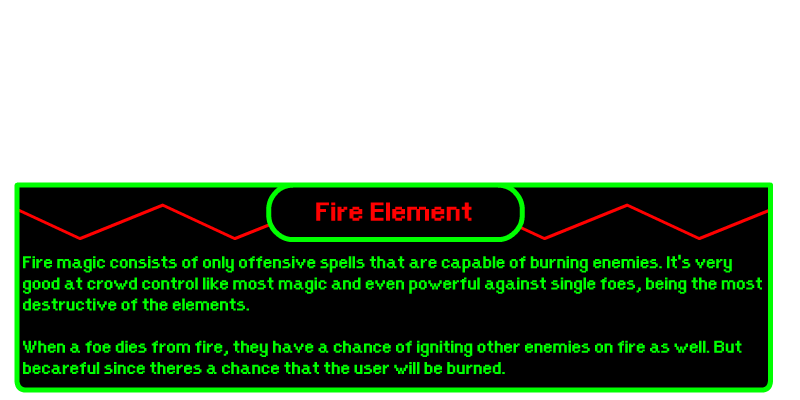 Fire Element
Fire magic consists of only offensive spells that are capable of burning enemies. It's very
good at crowd control like most magic and even powerful against single foes, being the most
destructive of the elements.
When a foe dies from fire, they have a chance of igniting other enemies on fire as well. But
becareful since theres a chance that the user will be burned.